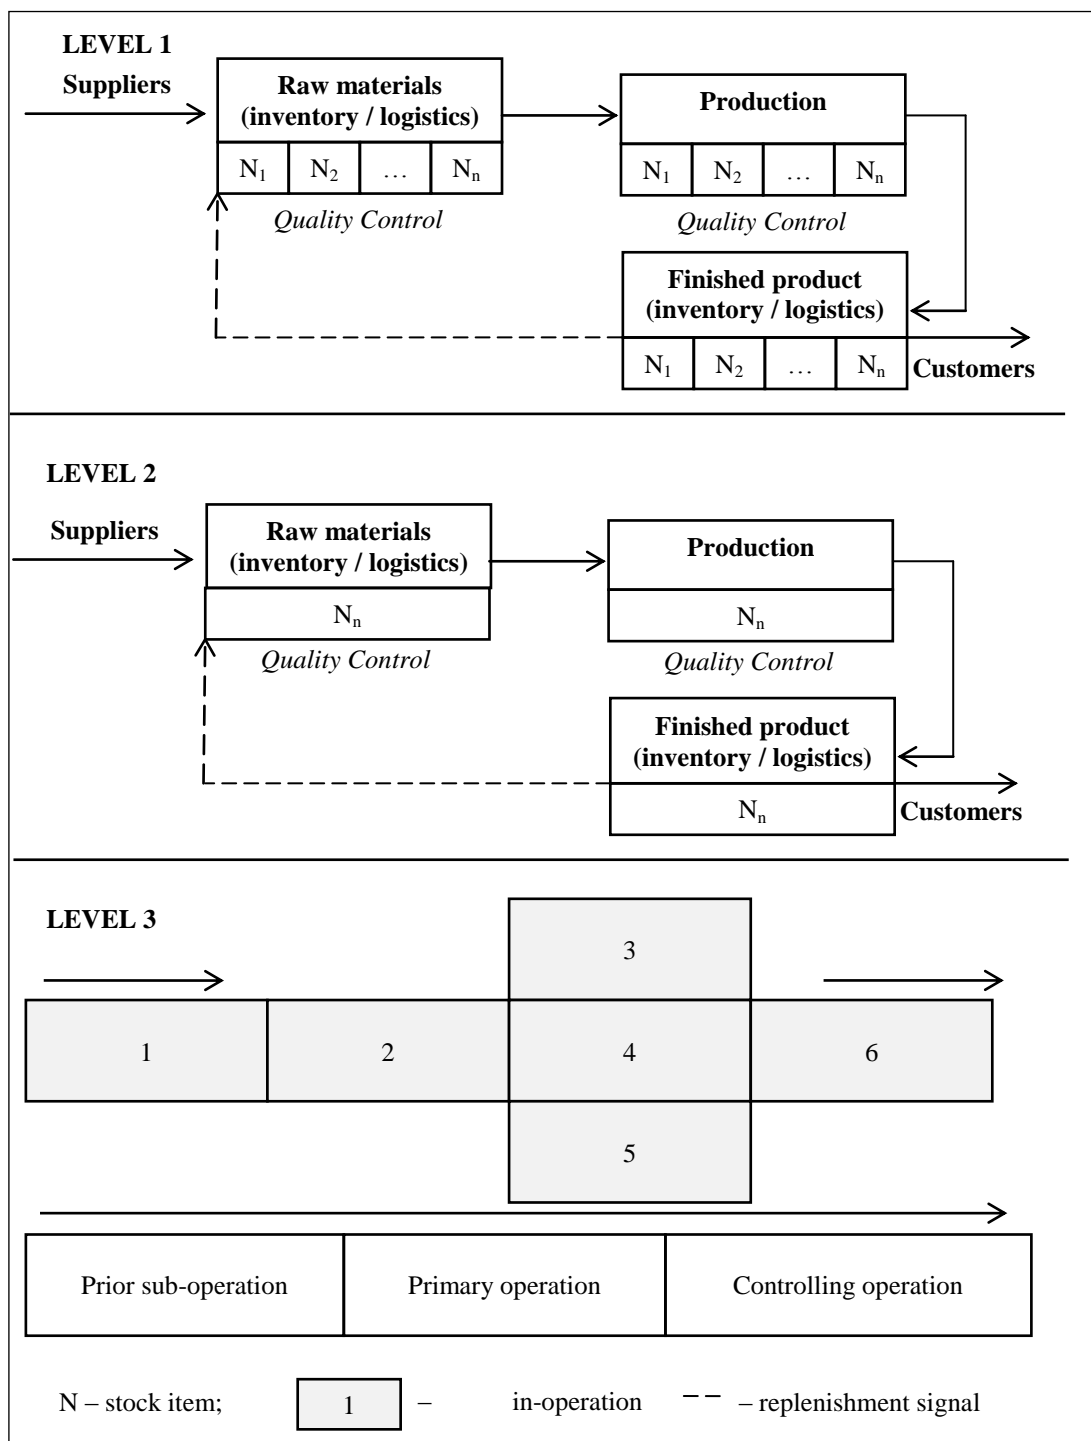 LEVEL 1
Suppliers
Raw materials
(inventory / logistics)
N₁ N₂ … Nₙ
Quality Control
Production
N₁ N₂ … Nₙ
Quality Control
Finished product
(inventory / logistics)
N₁ N₂ … Nₙ
Customers
LEVEL 2
Suppliers
Raw materials
(inventory / logistics)
Nₙ
Quality Control
Production
Nₙ
Quality Control
Finished product
(inventory / logistics)
Nₙ
Customers
LEVEL 3
3
1 2 4 6
5
Prior sub-operation Primary operation Controlling operation
N – stock item; 1 – in-operation – replenishment signal